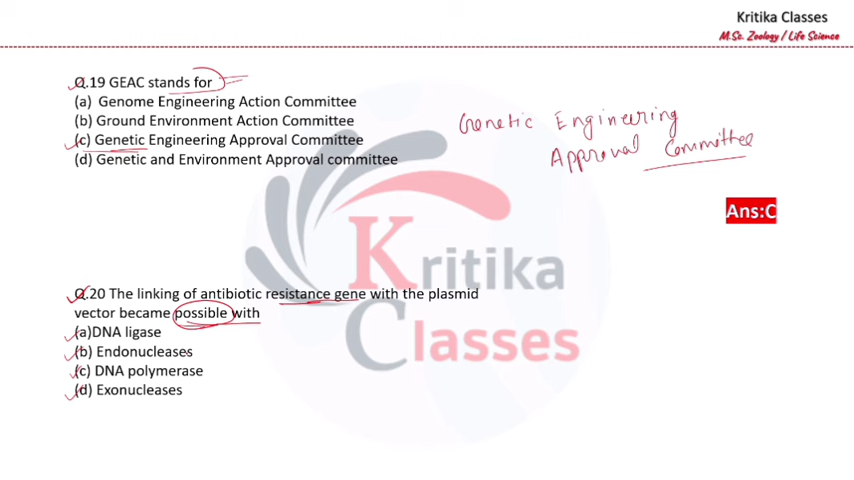 Kritika Classes
M.Sc. Zoology / Life Science
Q.19 GEAC stands for
(a) Genome Engineering Action Committee
(b) Ground Environment Action Committee
(c) Genetic Engineering Approval Committee
(d) Genetic and Environment Approval committee
Genetic Engineering
Approval Committee
Ans:C
Kritika
Classes
Q.20 The linking of antibiotic resistance gene with the plasmid
vector became possible with
(a)DNA ligase
(b) Endonucleases
(c) DNA polymerase
(d) Exonucleases